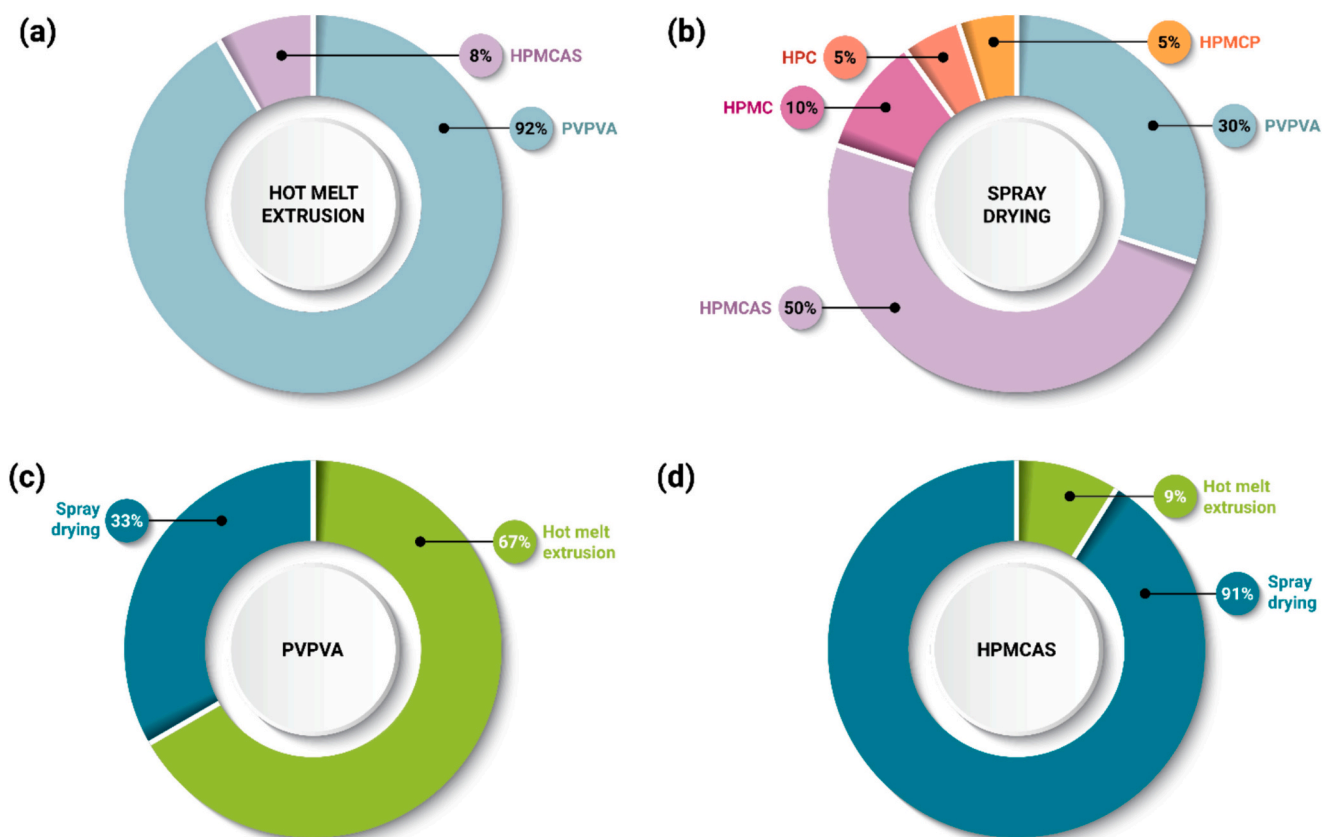 (a)
8% HPMCAS
92% PVPVA
HOT MELT
EXTRUSION
(b)
HPC 5%
5% HPMCP
HPMC 10%
30% PVPVA
SPRAY
DRYING
HPMCAS 50%
(c)
Spray
drying
33%
67%
Hot melt
extrusion
PVPVA
(d)
9%
Hot melt
extrusion
91%
Spray
drying
HPMCAS